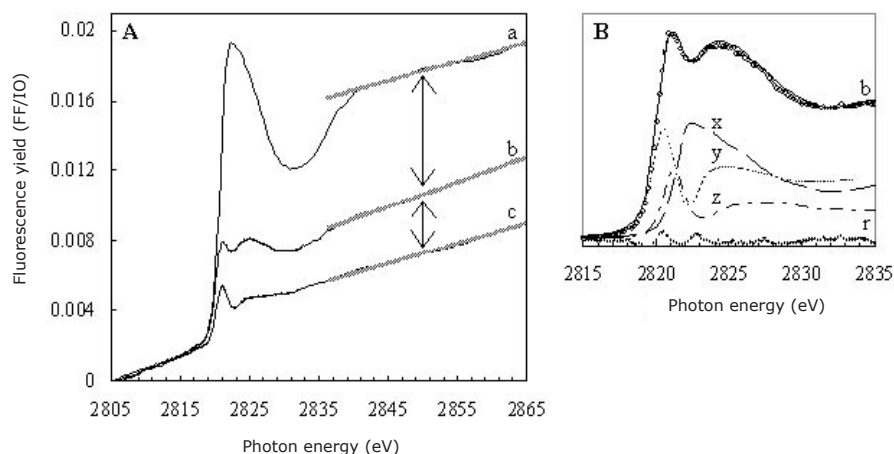 A
a
b
c
0.02
0.016
0.012
0.008
0.004
0
Fluorescence yield (FF/IO)
2805 2815 2825 2835 2845 2855 2865
Photon energy (eV)
B
b
x
y
z
r
2815 2820 2825 2830 2835
Photon energy (eV)